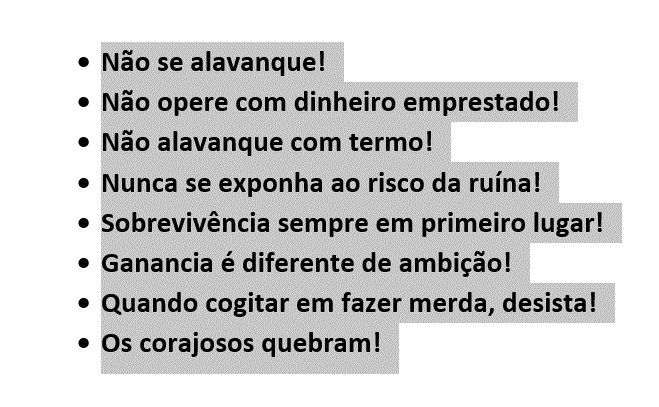 • Não se alavanque!
• Não opere com dinheiro emprestado!
• Não alavanque com termo!
• Nunca se exponha ao risco da ruína!
• Sobrevivência sempre em primeiro lugar!
• Ganancia é diferente de ambição!
• Quando cogitar em fazer merda, desista!
• Os corajosos quebram!